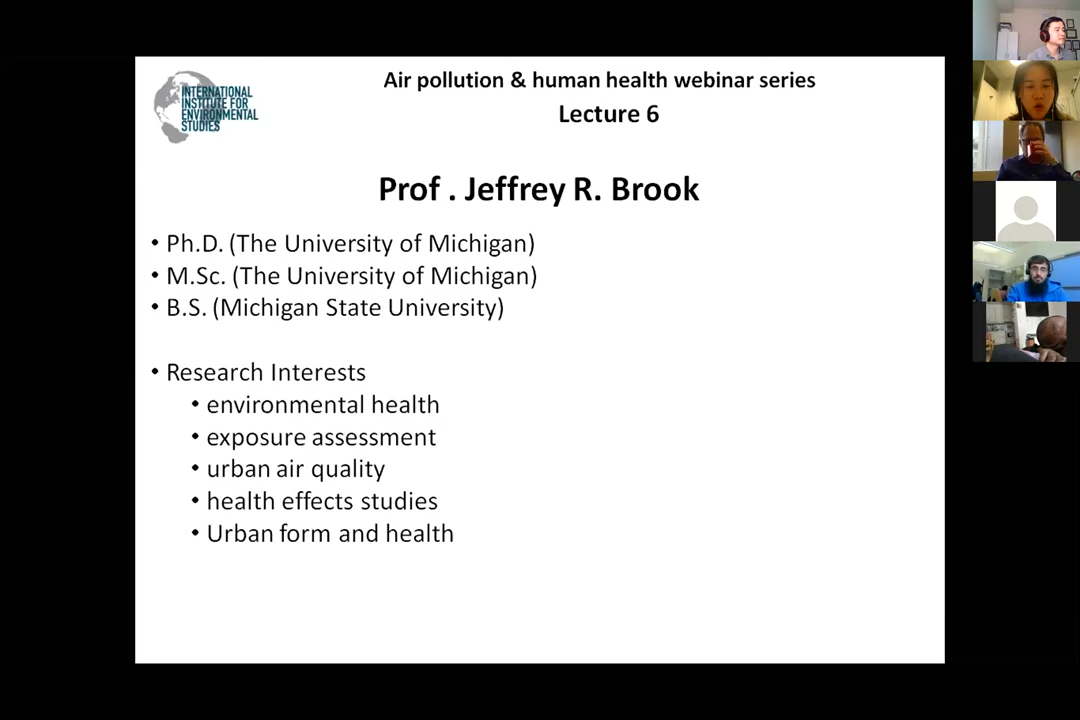 INTERNATIONAL
INSTITUTE FOR
ENVIRONMENTAL
STUDIES
Air pollution & human health webinar series
Lecture 6
Prof . Jeffrey R. Brook
• Ph.D. (The University of Michigan)
• M.Sc. (The University of Michigan)
• B.S. (Michigan State University)
• Research Interests
• environmental health
• exposure assessment
• urban air quality
• health effects studies
• Urban form and health